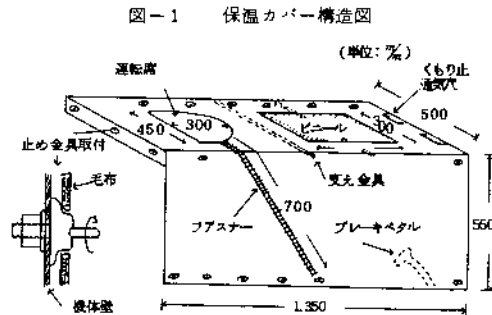 図－1　保温カバー構造図
(単位：㎜)
運転席
くもり止
通気穴
500
450
300
ビニール
300
止め金具取付
毛布
支え金具
700
ファスナー
ブレーキペタル
550
機体壁
1.350